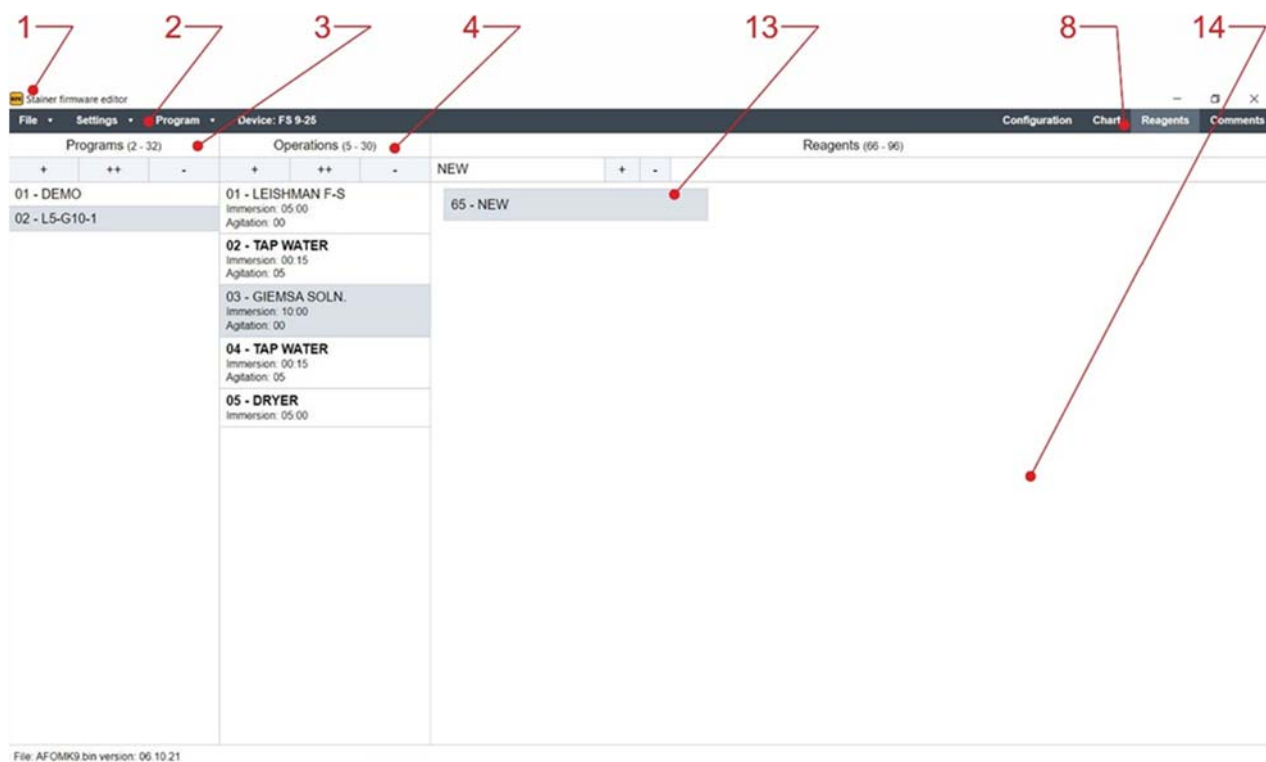 1 2 3 4 13 8 14
Stainer firmware editor
File Settings Program Device: FS 9-25 Configuration Chart Reagents Comments
Programs (2 - 32) Operations (5 - 30) Reagents (66 - 96)
+ ++ - + ++ - NEW + -
01 - DEMO
02 - L5-G10-1
01 - LEISHMAN F-S
Immersion: 05:00
Agitation: 00
02 - TAP WATER
Immersion: 00:15
Agitation: 05
03 - GIEMSA SOLN.
Immersion: 10:00
Agitation: 00
04 - TAP WATER
Immersion: 00:15
Agitation: 05
05 - DRYER
Immersion: 05:00
65 - NEW
File: AFOMK9.bin version: 06.10.21